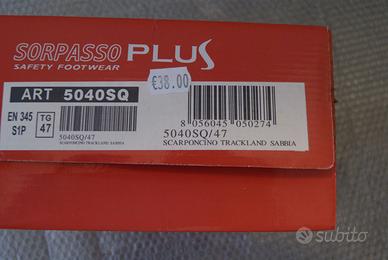 SORPASSO PLUS
SAFETY FOOTWEAR
€38.00
ART 5040SQ
EN 345
S1P
TG
47
5040SQ/47
SCARPONCINO TRACKLAND SABBIA
8 056045 050274
5040SQ/47
SCARPONCINO TRACKLAND SABBIA
subito